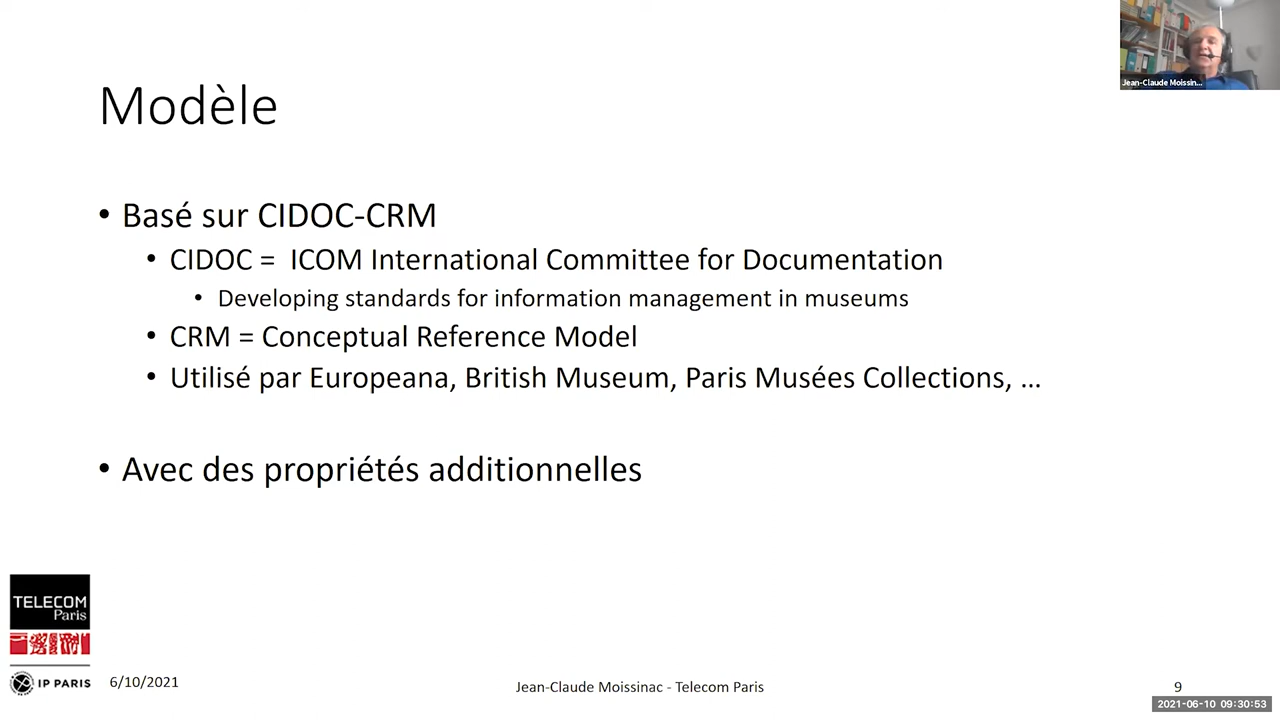 Jean-Claude Moissin...
Modèle
• Basé sur CIDOC-CRM
• CIDOC = ICOM International Committee for Documentation
• Developing standards for information management in museums
• CRM = Conceptual Reference Model
• Utilisé par Europeana, British Museum, Paris Musées Collections, ...
• Avec des propriétés additionnelles
TELECOM
Paris
IP PARIS
6/10/2021
Jean-Claude Moissinac - Telecom Paris
9
2021-06-10 09:30:53